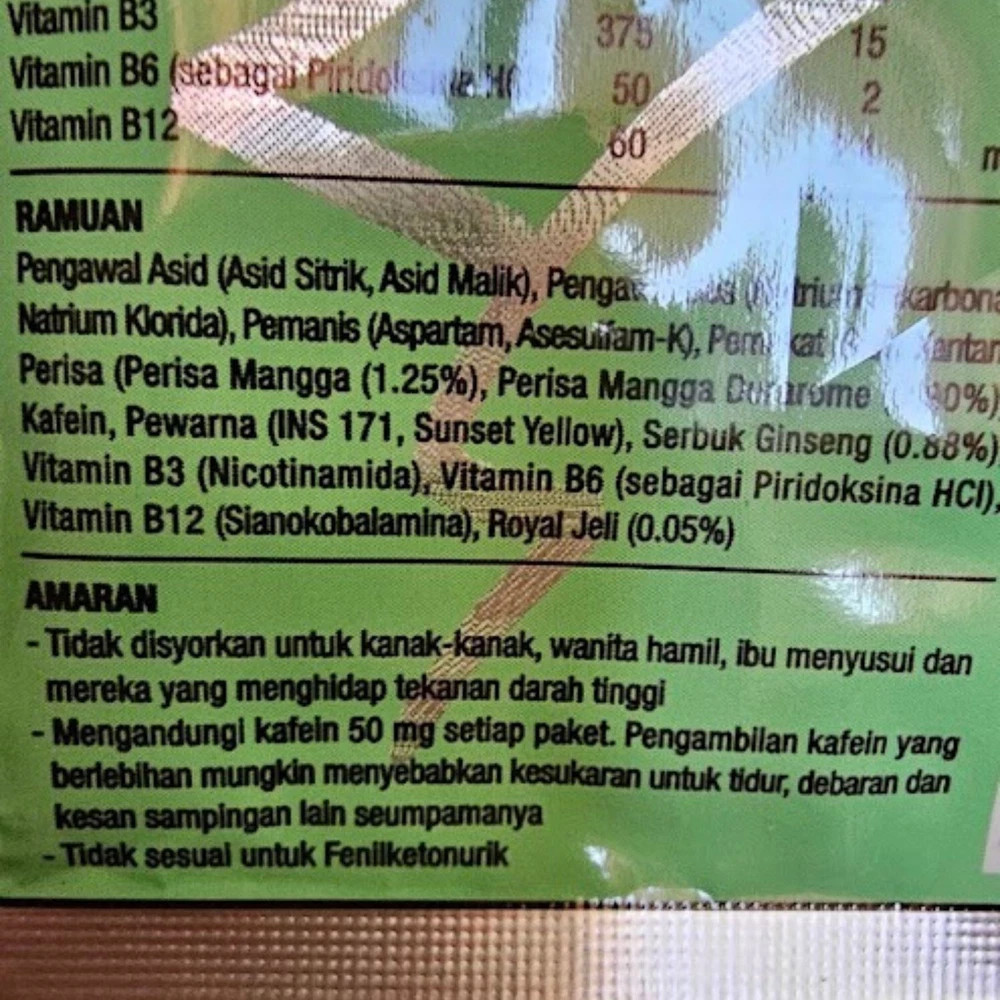 Vitamin B3 375 15
Vitamin B6 (sebagai Piridoksina HCl 50 2
Vitamin B12 60
RAMUAN
Pengawal Asid (Asid Sitrik, Asid Malik),
Natrium Klorida), Pemanis (Aspartam, Asesulfam-K),
Perisa (Perisa Mangga (1.25%), Perisa Mangga Durarome
Kafein, Pewarna (INS 171, Sunset Yellow), Serbuk Ginseng (0.88%)
Vitamin B3 (Nicotinamida), Vitamin B6 (sebagai Piridoksina HCl),
Vitamin B12 (Sianokobalamina), Royal Jeli (0.05%)
AMARAN
- Tidak disyorkan untuk kanak-kanak, wanita hamil, ibu menyusui dan
mereka yang menghidap tekanan darah tinggi
- Mengandungi kafein 50 mg setiap paket. Pengambilan kafein yang
berlebihan mungkin menyebabkan kesukaran untuk tidur, debaran dan
kesan sampingan lain seumpamanya
- Tidak sesuai untuk Fenilketonurik